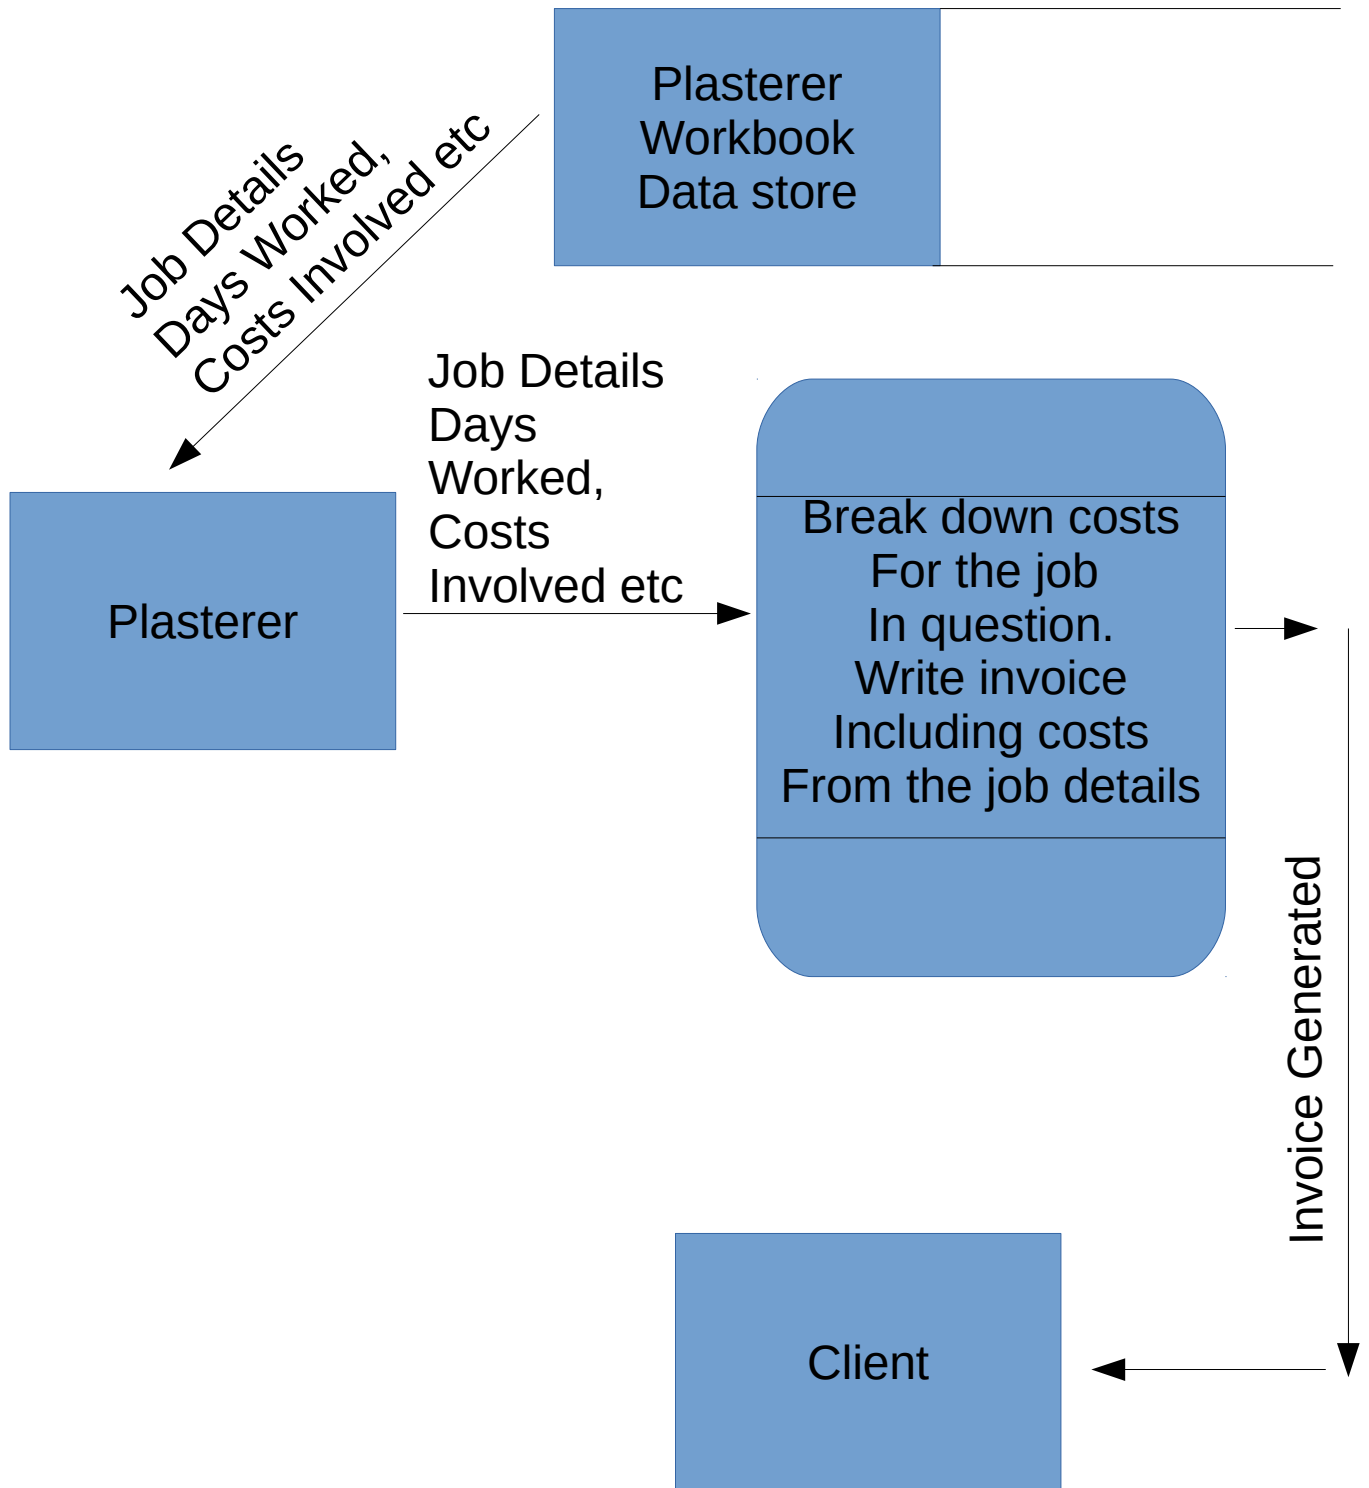 Plasterer
Workbook
Data store
Job Details
Days Worked,
Costs Involved etc
Job Details
Days
Worked,
Costs
Involved etc
Plasterer
Break down costs
For the job
In question.
Write invoice
Including costs
From the job details
Invoice Generated
Client